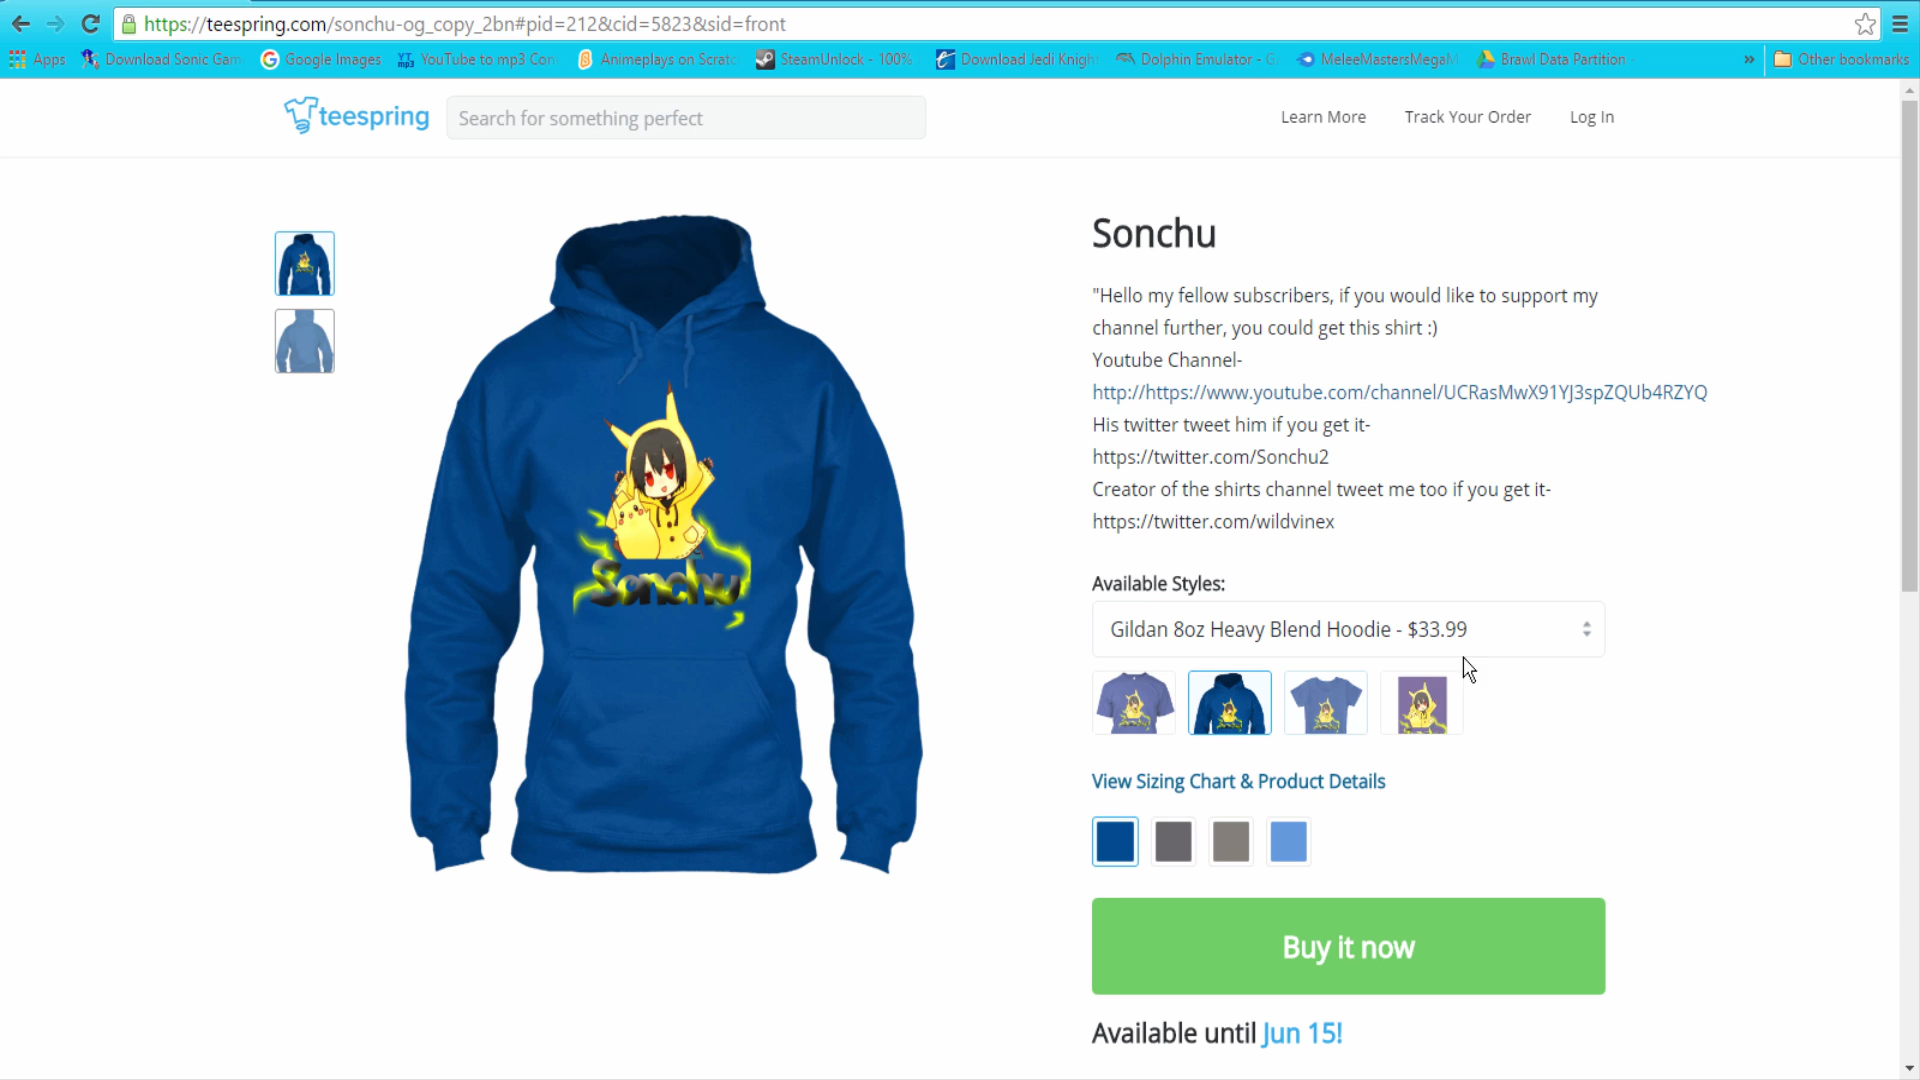 https://teespring.com/sonchu-og_copy_2bn#pid=212&cid=5823&sid=front
Apps Download Sonic Gam Google Images YouTube to mp3 Con Animeplays on Scratc SteamUnlock - 100% Download Jedi Knigh Dolphin Emulator - G MeleeMastersMegaM Brawl Data Partition - » Other bookmarks
teespring Search for something perfect Learn More Track Your Order Log In
Sonchu
"Hello my fellow subscribers, if you would like to support my
channel further, you could get this shirt :)
Youtube Channel-
http://https://www.youtube.com/channel/UCRasMwX91YJ3spZQUb4RZYQ
His twitter tweet him if you get it-
https://twitter.com/Sonchu2
Creator of the shirts channel tweet me too if you get it-
https://twitter.com/wildvinex
Sonchu
Available Styles:
Gildan 8oz Heavy Blend Hoodie - $33.99
View Sizing Chart & Product Details
Buy it now
Available until Jun 15!